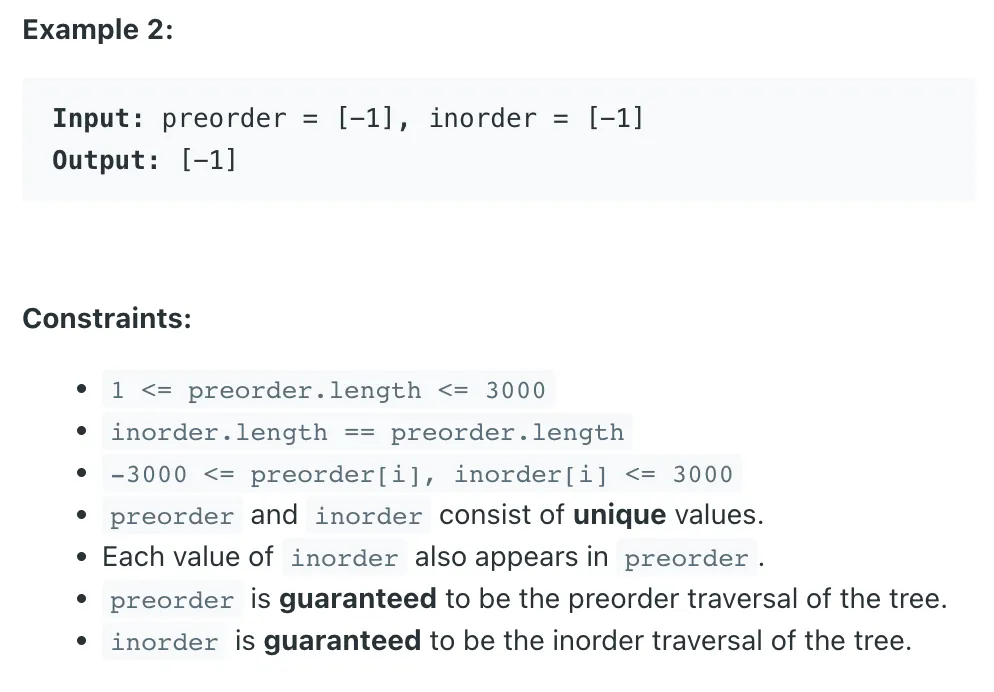 Example 2:
Input: preorder = [-1], inorder = [-1]
Output: [-1]
Constraints:
• 1 <= preorder.length <= 3000
• inorder.length == preorder.length
• -3000 <= preorder[i], inorder[i] <= 3000
• preorder and inorder consist of unique values.
• Each value of inorder also appears in preorder.
• preorder is guaranteed to be the preorder traversal of the tree.
• inorder is guaranteed to be the inorder traversal of the tree.